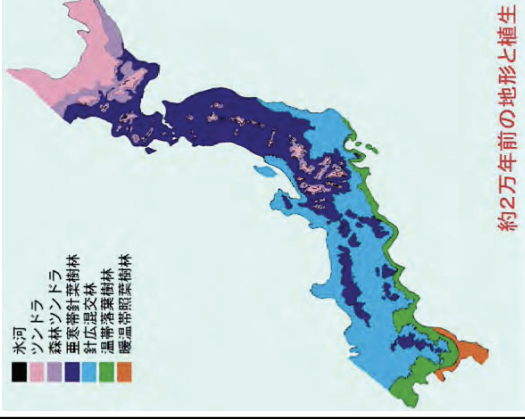 氷河
ツンドラ
森林ツンドラ
亜寒帯針葉樹林
針広混交林
温帯落葉樹林
暖温帯照葉樹林
約2万年前の地形と植生